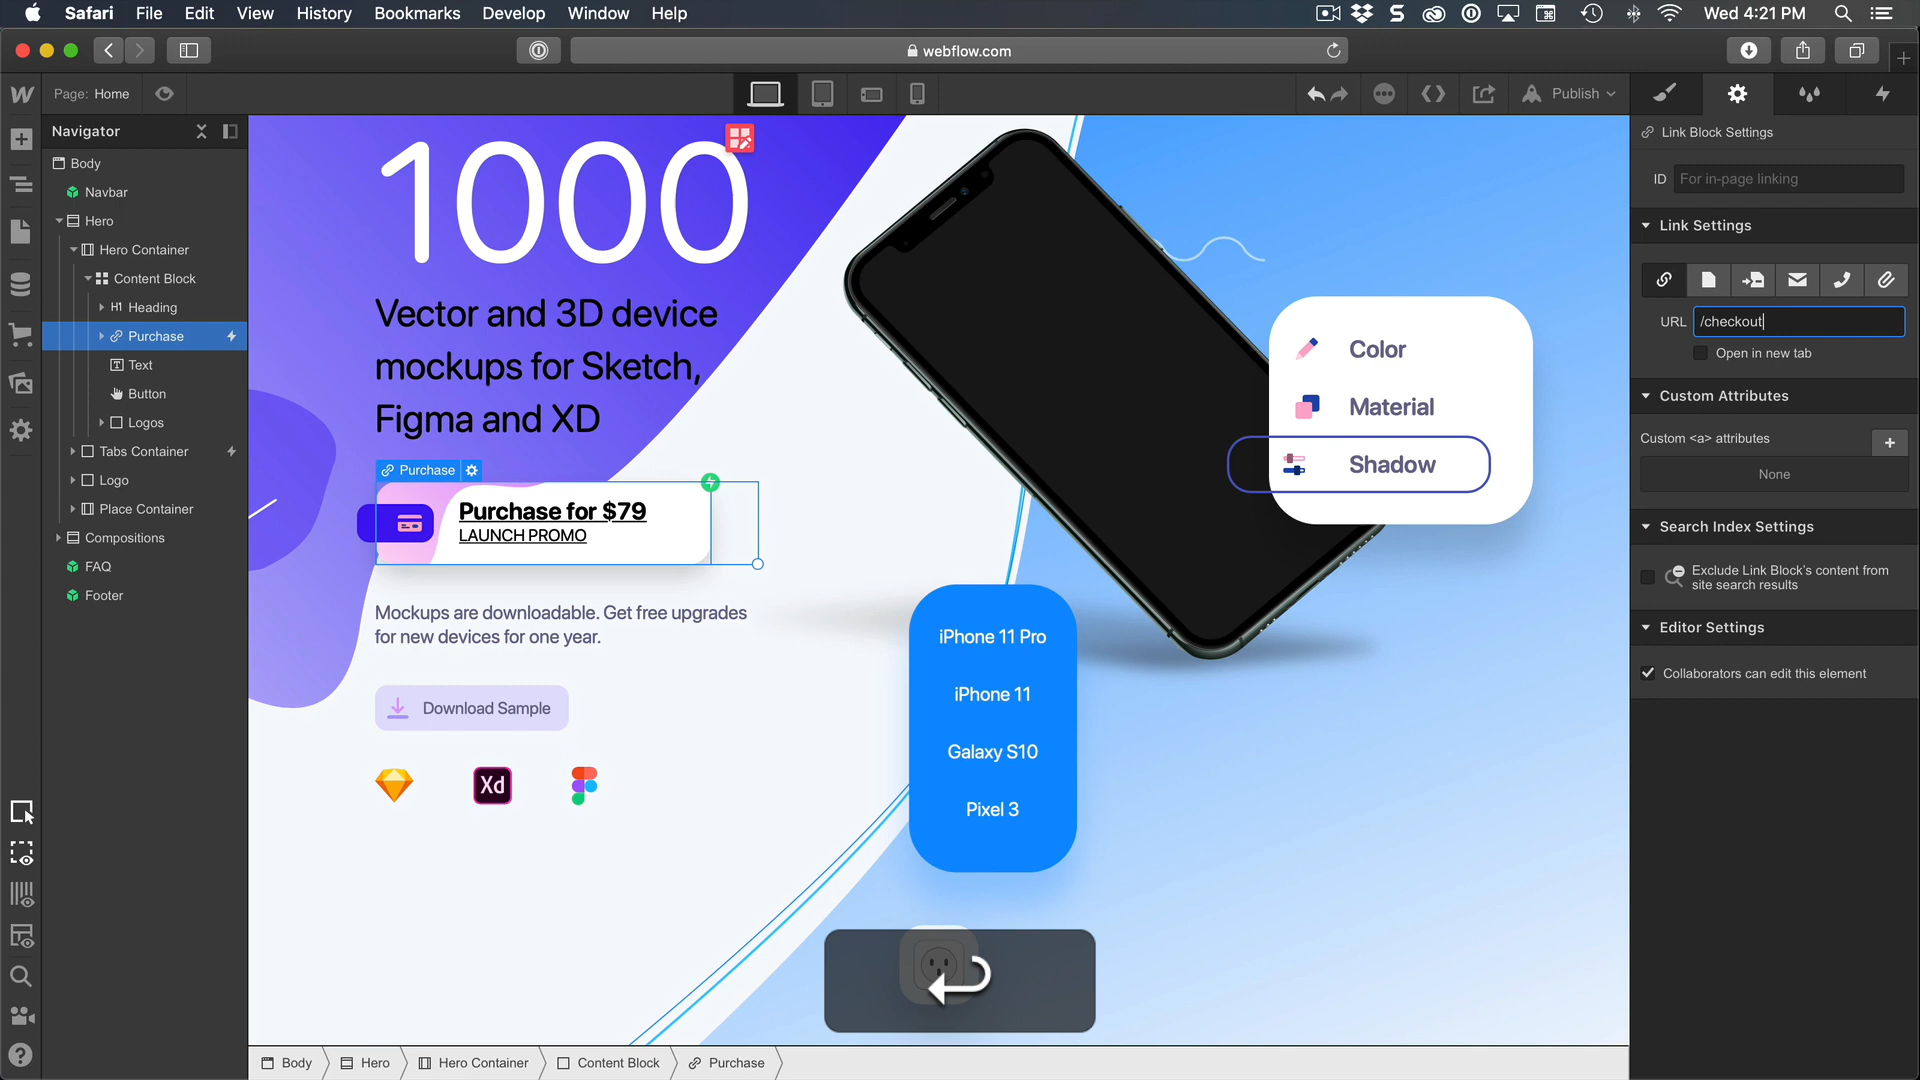 Safari File Edit View History Bookmarks Develop Window Help
Wed 4:21 PM
webflow.com
Page: Home
Publish
Navigator
Body
Navbar
Hero
Hero Container
Content Block
H1 Heading
Purchase
Text
Button
Logos
Tabs Container
Logo
Place Container
Compositions
FAQ
Footer
1000
Vector and 3D device
mockups for Sketch,
Figma and XD
Purchase
Purchase for $79
LAUNCH PROMO
Mockups are downloadable. Get free upgrades
for new devices for one year.
Download Sample
Xd
Color
Material
Shadow
iPhone 11 Pro
iPhone 11
Galaxy S10
Pixel 3
Link Block Settings
ID For in-page linking
Link Settings
URL /checkout
Open in new tab
Custom Attributes
Custom <a> attributes
None
Search Index Settings
Exclude Link Block's content from
site search results
Editor Settings
Collaborators can edit this element
Body Hero Hero Container Content Block Purchase